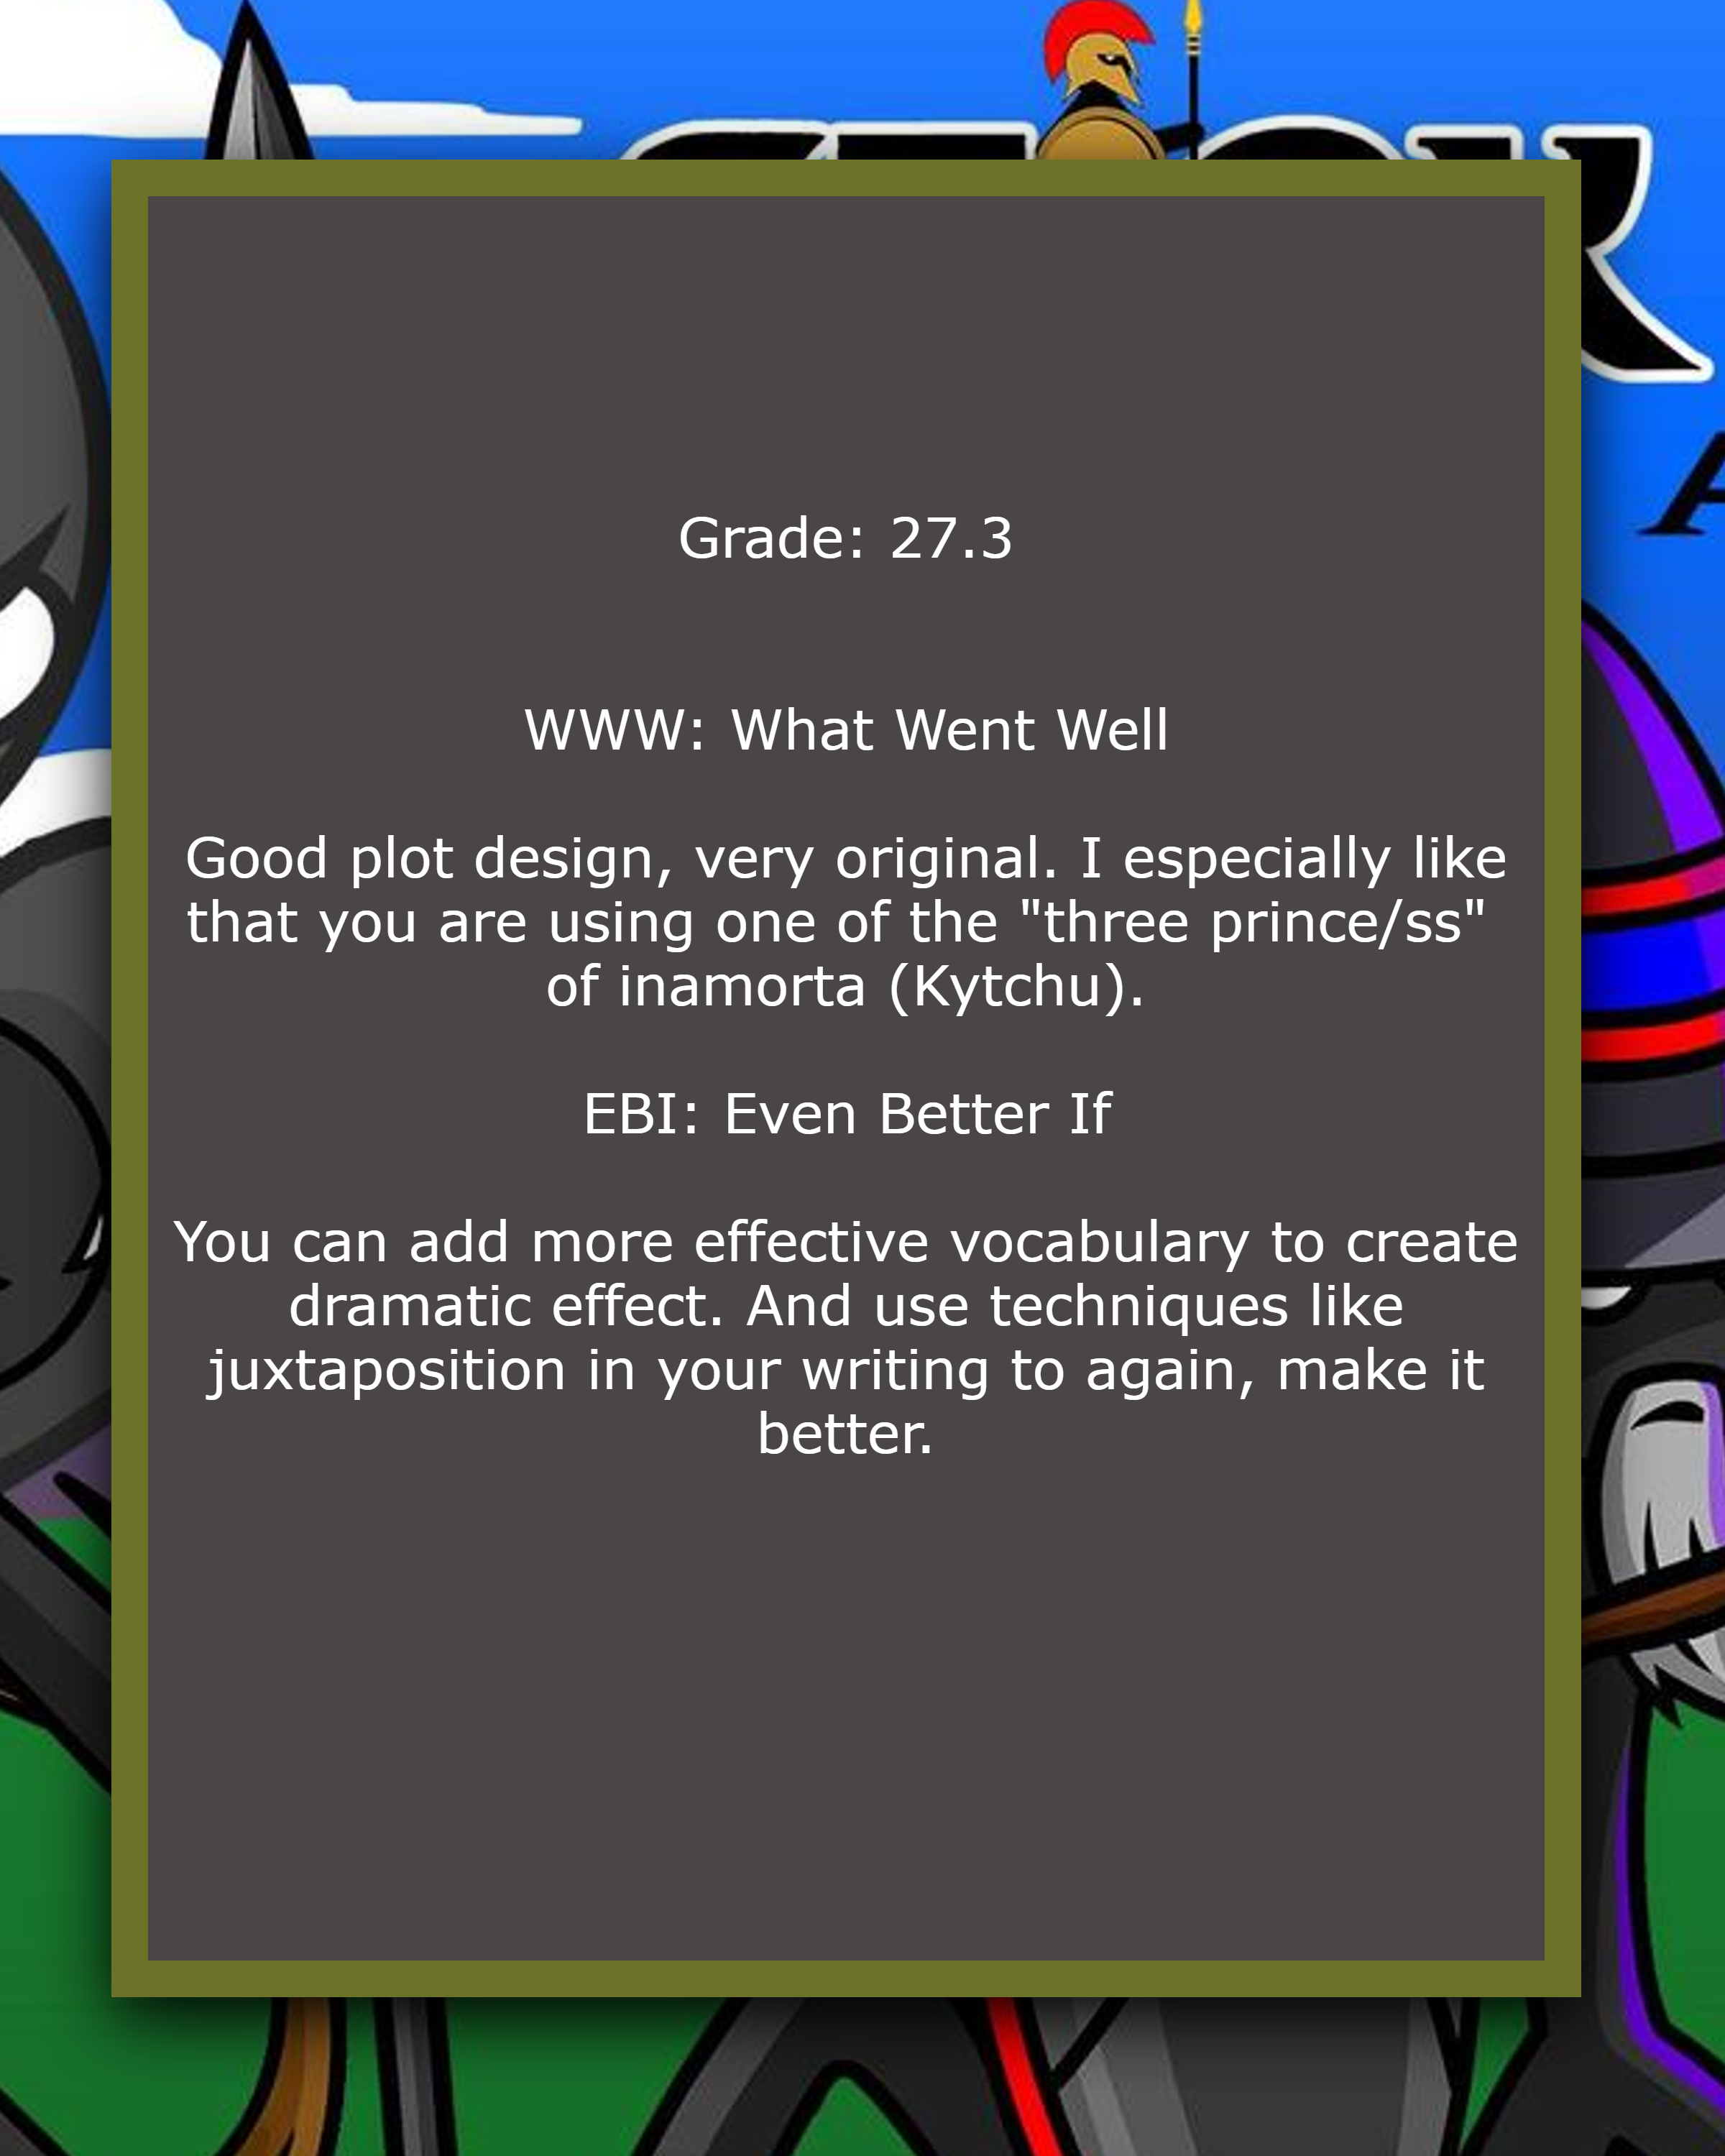 Grade: 27.3
WWW: What Went Well
Good plot design, very original. I especially like
that you are using one of the "three prince/ss"
of inamorta (Kytchu).
EBI: Even Better If
You can add more effective vocabulary to create
dramatic effect. And use techniques like
juxtaposition in your writing to again, make it
better.